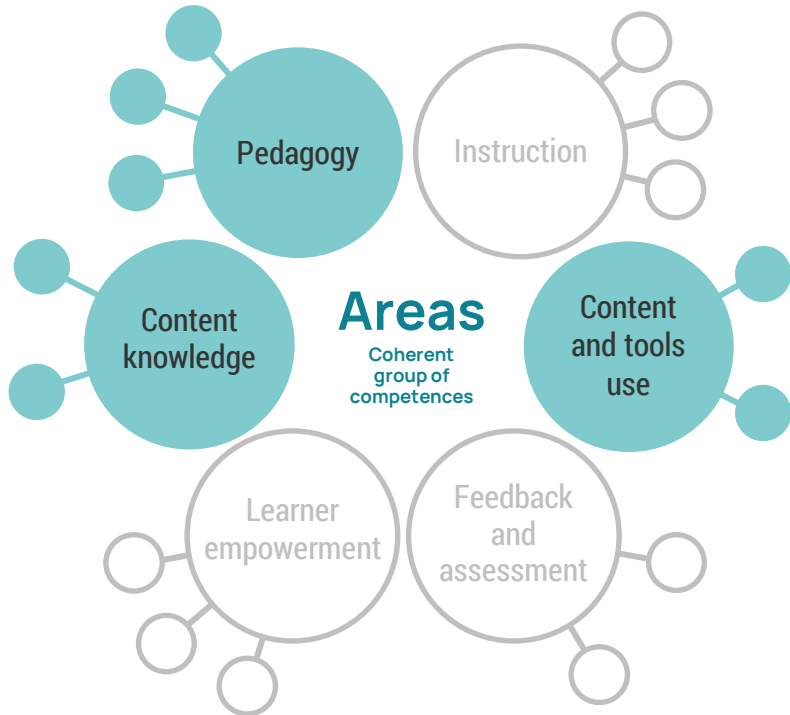 Pedagogy
Instruction
Areas
Coherent
group of
competences
Content
knowledge
Content
and tools
use
Learner
empowerment
Feedback
and
assessment